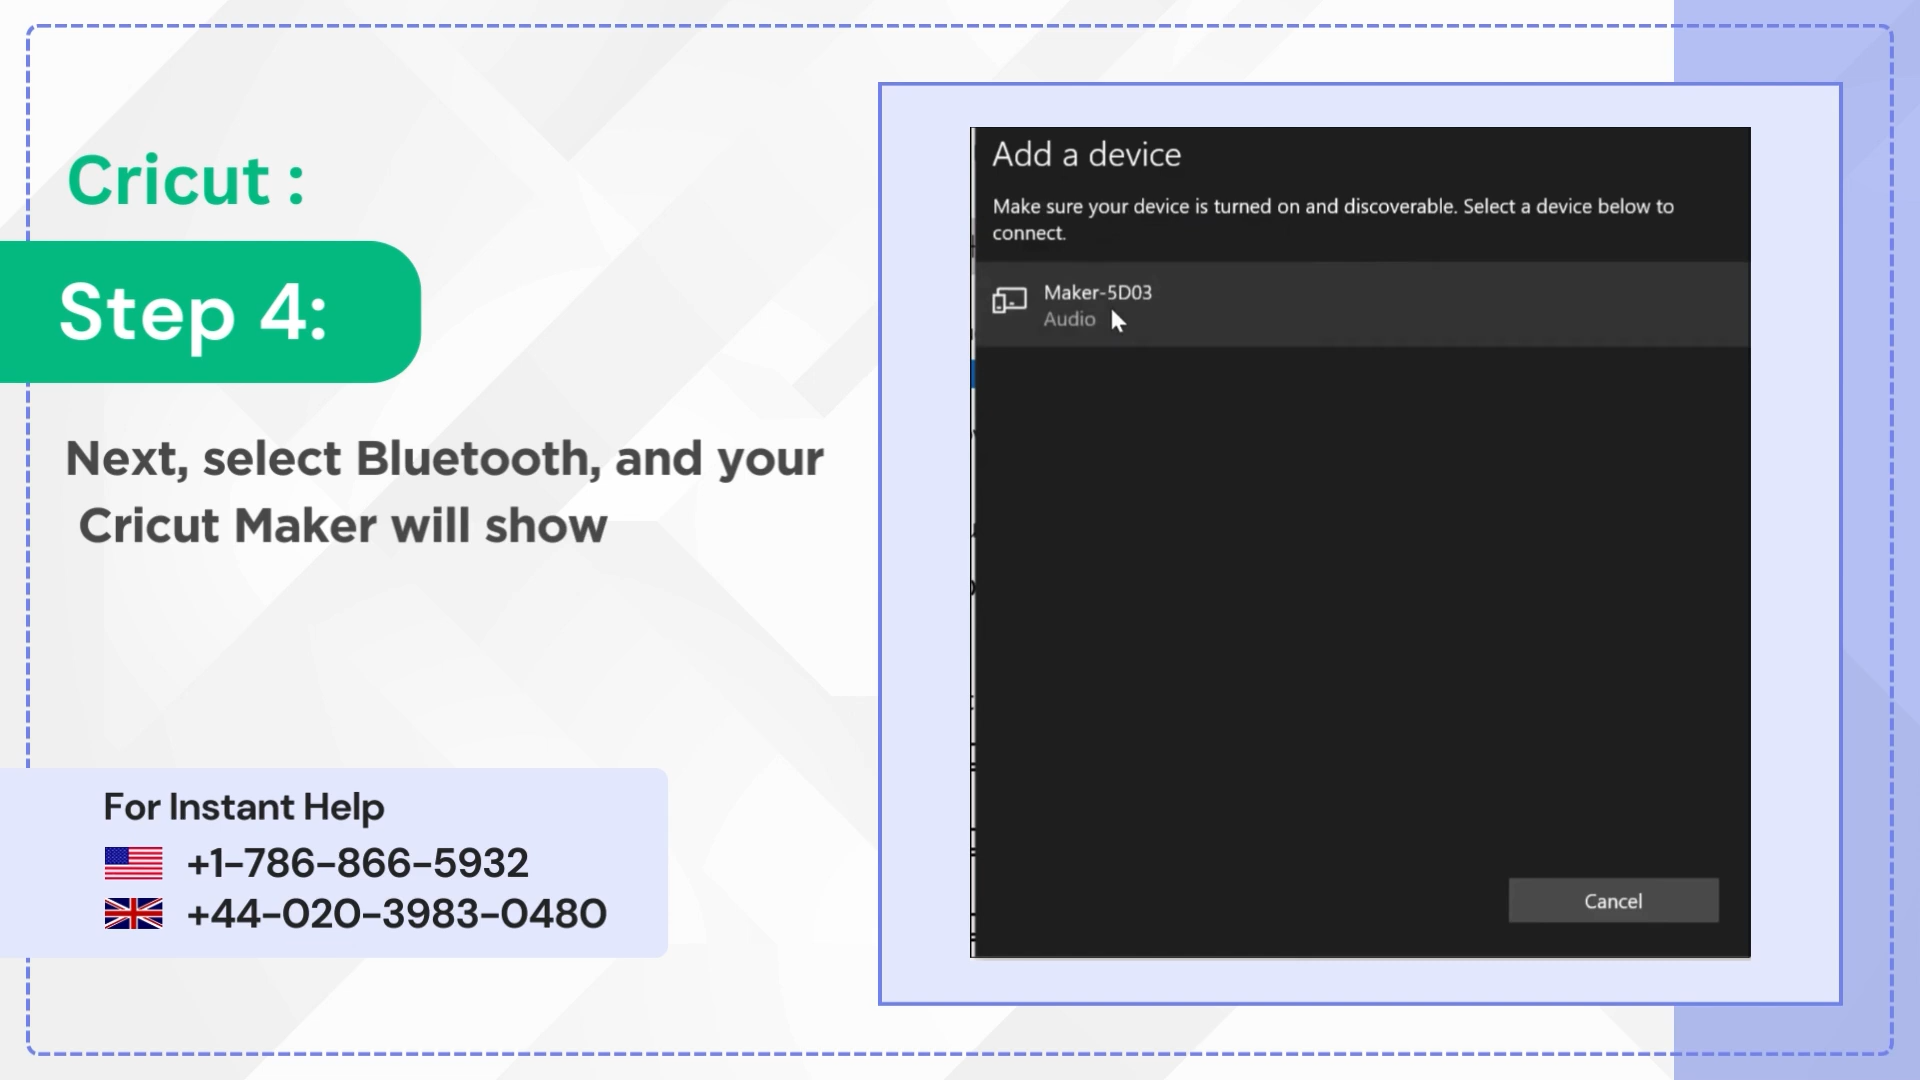 Cricut :
Step 4:
Next, select Bluetooth, and your
Cricut Maker will show
For Instant Help
+1-786-866-5932
+44-020-3983-0480
Add a device
Make sure your device is turned on and discoverable. Select a device below to
connect.
Maker-5D03
Audio
Cancel